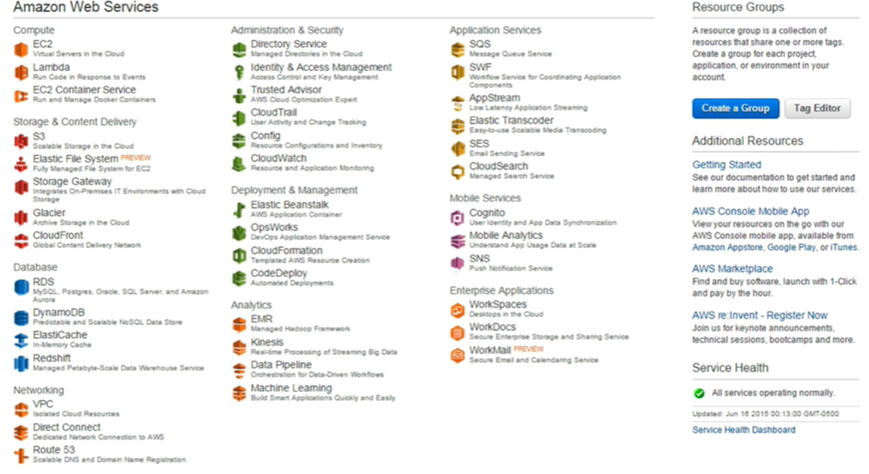 Amazon Web Services
Compute
EC2
Virtual Servers in the Cloud
Lambda
Run Code in Response to Events
EC2 Container Service
Run and Manage Docker Containers
Storage & Content Delivery
S3
Scalable Storage in the Cloud
Elastic File System PREVIEW
Fully Managed File System for EC2
Storage Gateway
Integrates On-Premises IT Environments with Cloud
Storage
Glacier
Archive Storage in the Cloud
CloudFront
Global Content Delivery Network
Database
RDS
MySQL, Postgres, Oracle, SQL Server, and Amazon
Aurora
DynamoDB
Predictable and Scalable NoSQL Data Store
ElastiCache
In-Memory Cache
Redshift
Managed Petabyte-Scale Data Warehouse Service
Networking
VPC
Isolated Cloud Resources
Direct Connect
Dedicated Network Connection to AWS
Route 53
Scalable DNS and Domain Name Registration
Administration & Security
Directory Service
Managed Directories in the Cloud
Identity & Access Management
Access Control and Key Management
Trusted Advisor
AWS Cloud Optimization Expert
CloudTrail
User Activity and Change Tracking
Config
Resource Configurations and Inventory
CloudWatch
Resource and Application Monitoring
Deployment & Management
Elastic Beanstalk
AWS Application Container
OpsWorks
DevOps Application Management Service
CloudFormation
Templated AWS Resource Creation
CodeDeploy
Automated Deployments
Analytics
EMR
Managed Hadoop Framework
Kinesis
Real-time Processing of Streaming Big Data
Data Pipeline
Orchestration for Data-Driven Workflows
Machine Learning
Build Smart Applications Quickly and Easily
Application Services
SQS
Message Queue Service
SWF
Workflow Service for Coordinating Application
Components
AppStream
Low Latency Application Streaming
Elastic Transcoder
Easy-to-use Scalable Media Transcoding
SES
Email Sending Service
CloudSearch
Managed Search Service
Mobile Services
Cognito
User Identity and App Data Synchronization
Mobile Analytics
Understand App Usage Data at Scale
SNS
Push Notification Service
Enterprise Applications
WorkSpaces
Desktops in the Cloud
WorkDocs
Secure Enterprise Storage and Sharing Service
WorkMail PREVIEW
Secure Email and Calendaring Service
Resource Groups
A resource group is a collection of
resources that share one or more tags.
Create a group for each project,
application, or environment in your
account.
Create a Group
Tag Editor
Additional Resources
Getting Started
See our documentation to get started and
learn more about how to use our services.
AWS Console Mobile App
View your resources on the go with our
AWS Console mobile app, available from
Amazon Appstore, Google Play, or iTunes.
AWS Marketplace
Find and buy software, launch with 1-Click
and pay by the hour.
AWS re:Invent - Register Now
Join us for keynote announcements,
technical sessions, bootcamps and more.
Service Health
All services operating normally.
Updated: Jun 16 2015 00:13:00 GMT-0500
Service Health Dashboard